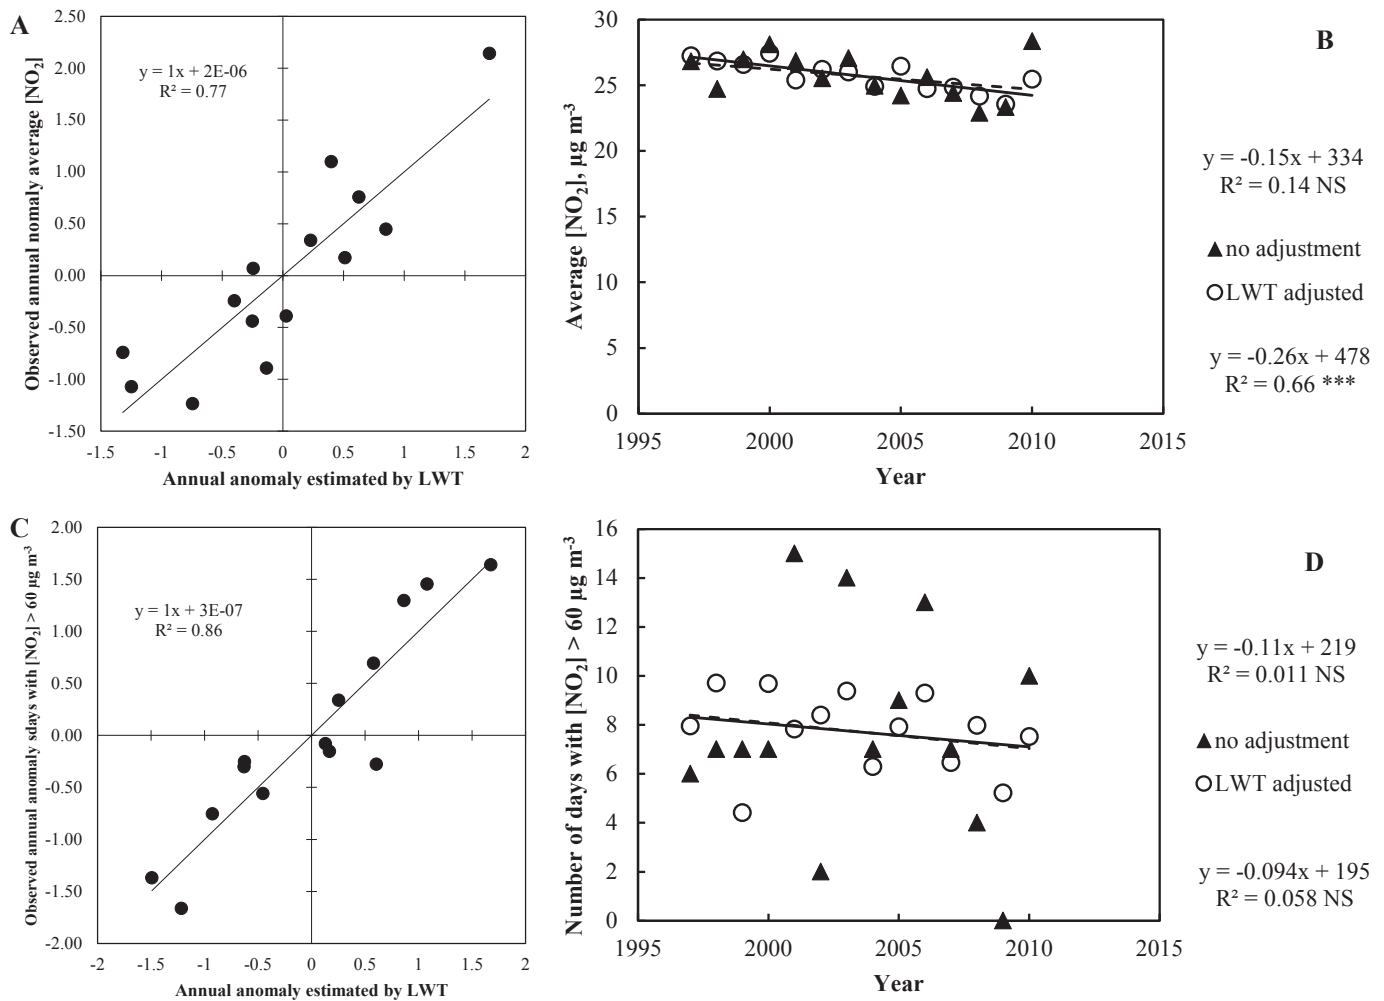 A
Observed annual nomaly average [NO₂]
2.50
2.00
1.50
1.00
0.50
0.00
-0.50
-1.00
-1.50
y = 1x + 2E-06
R² = 0.77
-1.5 -1 -0.5 0 0.5 1 1.5 2
Annual anomaly estimated by LWT
B
Average [NO₂], µg m⁻³
30
25
20
15
10
5
0
1995 2000 2005 2010 2015
Year
y = -0.15x + 334
R² = 0.14 NS
no adjustment
LWT adjusted
y = -0.26x + 478
R² = 0.66 ***
C
Observed annual anomaly sdays with [NO₂] > 60 µg m⁻³
2.00
1.50
1.00
0.50
0.00
-0.50
-1.00
-1.50
-2.00
y = 1x + 3E-07
R² = 0.86
-2 -1.5 -1 -0.5 0 0.5 1 1.5 2
Annual anomaly estimated by LWT
D
Number of days with [NO₂] > 60 µg m⁻³
16
14
12
10
8
6
4
2
0
1995 2000 2005 2010 2015
Year
y = -0.11x + 219
R² = 0.011 NS
no adjustment
LWT adjusted
y = -0.094x + 195
R² = 0.058 NS